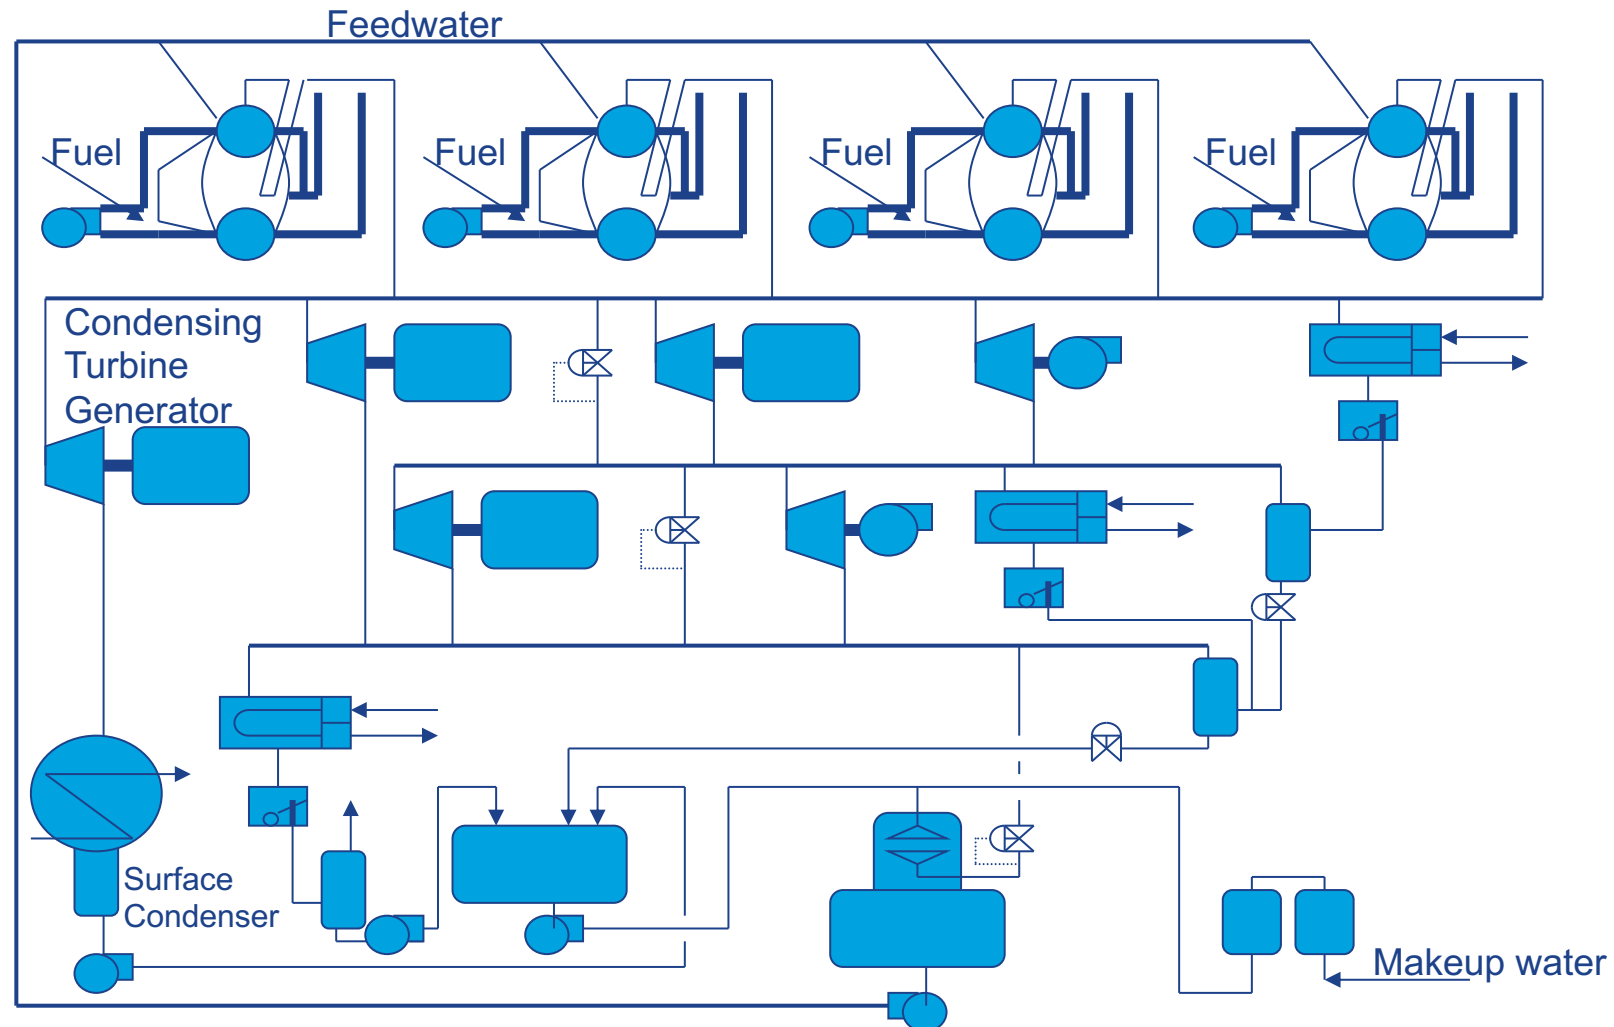 Feedwater
Fuel
Fuel
Fuel
Fuel
Condensing
Turbine
Generator
Surface
Condenser
Makeup water